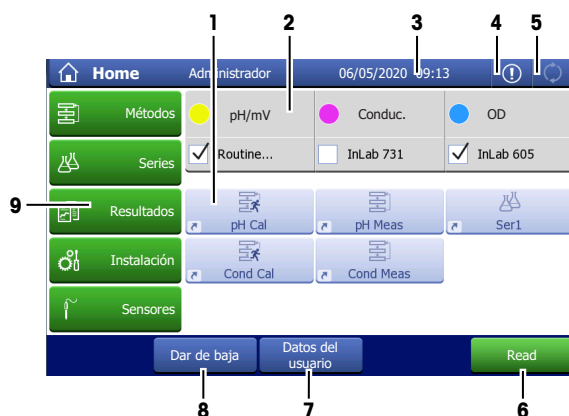 1 2 3 4 5
Home Administrador 06/05/2020 09:13
Métodos pH/mV Conduc. OD
Series Routine... InLab 731 InLab 605
9 Resultados pH Cal pH Meas Ser1
Instalación Cond Cal Cond Meas
Sensores
Dar de baja Datos del usuario Read
8 7 6